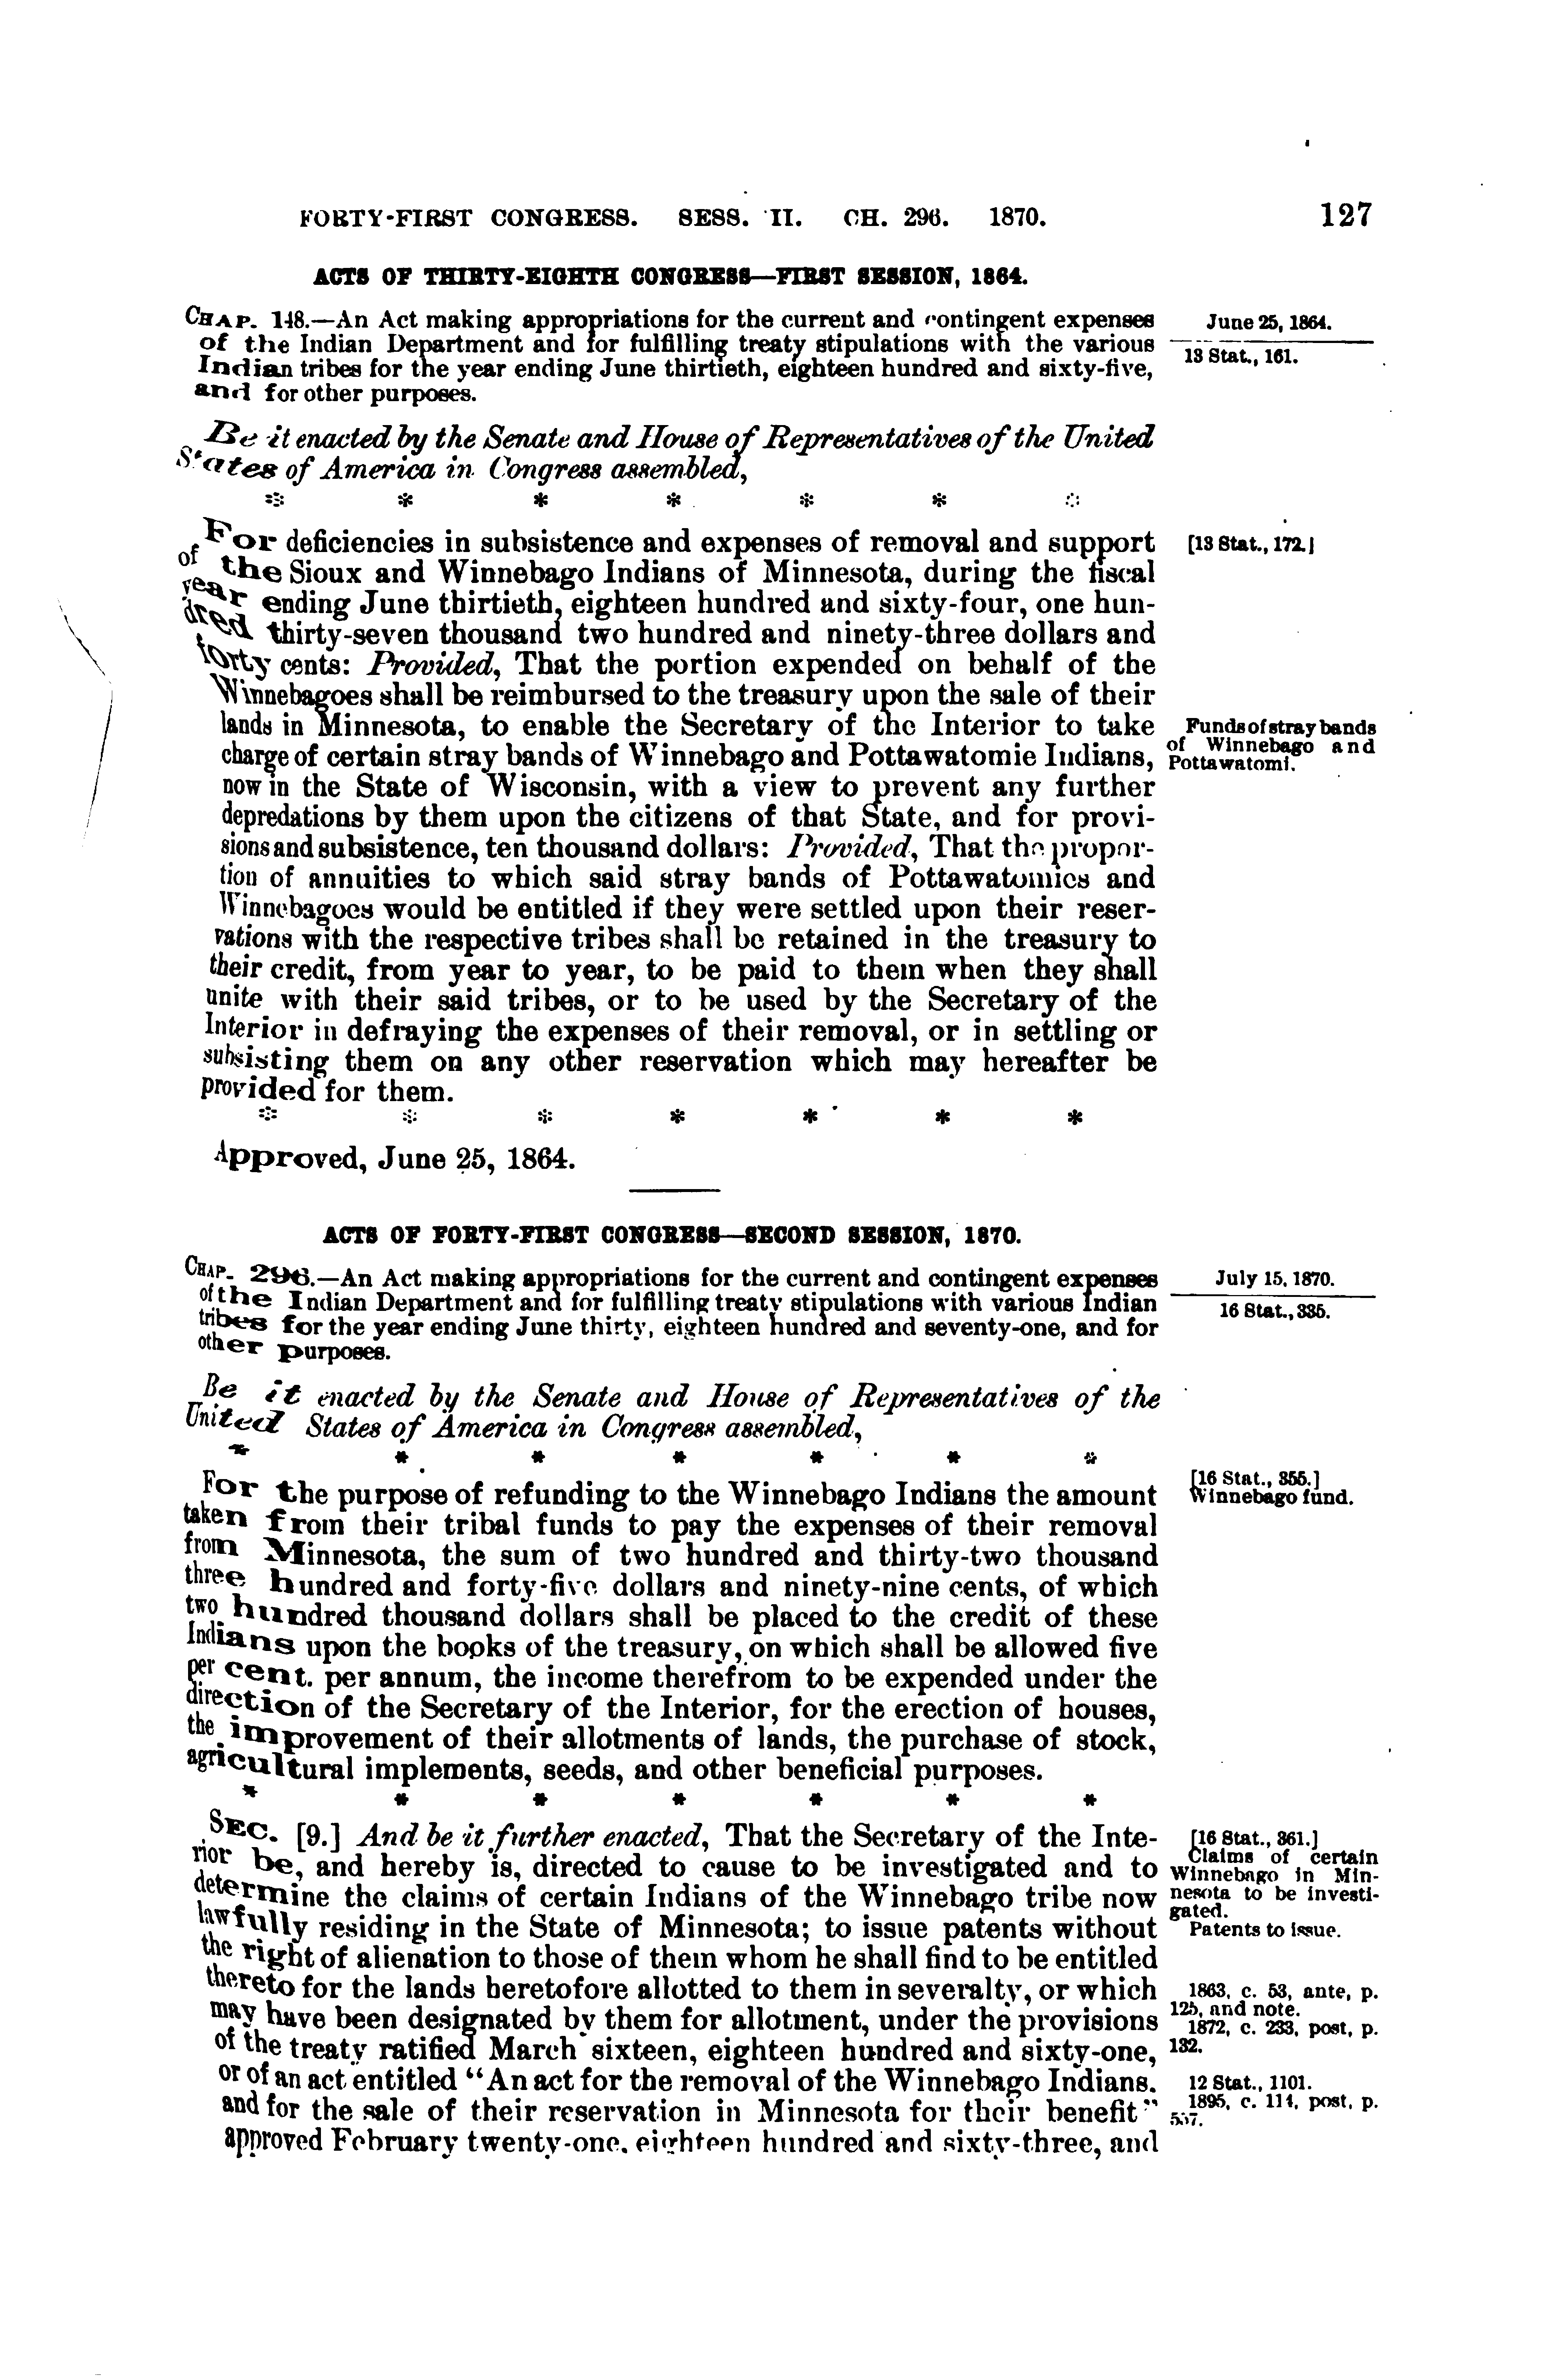 FORTY-FIRST CONGRESS. SESS. II. CH. 296. 1870. 127
ACTS OF THIRTY-EIGHTH CONGRESS—FIRST SESSION, 1864.
CHAP. 148.—An Act making appropriations for the current and contingent expenses
of the Indian Department and for fulfilling treaty stipulations with the various
Indian tribes for the year ending June thirtieth, eighteen hundred and sixty-five,
and for other purposes.
June 25, 1864.
13 Stat., 161.
Be it enacted by the Senate and House of Representatives of the United
States of America in Congress assembled,
* * * * * * *
For deficiencies in subsistence and expenses of removal and support
of the Sioux and Winnebago Indians of Minnesota, during the fiscal
year ending June thirtieth, eighteen hundred and sixty-four, one hun-
dred thirty-seven thousand two hundred and ninety-three dollars and
forty cents: Provided, That the portion expended on behalf of the
Winnebagoes shall be reimbursed to the treasury upon the sale of their
lands in Minnesota, to enable the Secretary of the Interior to take
charge of certain stray bands of Winnebago and Pottawatomie Indians,
now in the State of Wisconsin, with a view to prevent any further
depredations by them upon the citizens of that State, and for provi-
sions and subsistence, ten thousand dollars: Provided, That the propor-
tion of annuities to which said stray bands of Pottawatomies and
Winnebagoes would be entitled if they were settled upon their reser-
vations with the respective tribes shall be retained in the treasury to
their credit, from year to year, to be paid to them when they shall
unite with their said tribes, or to be used by the Secretary of the
Interior in defraying the expenses of their removal, or in settling or
subsisting them on any other reservation which may hereafter be
provided for them.
[13 Stat., 172.]
Funds of stray bands
of Winnebago and
Pottawatomi.
* * * * * * *
Approved, June 25, 1864.
ACTS OF FORTY-FIRST CONGRESS—SECOND SESSION, 1870.
CHAP. 296.—An Act making appropriations for the current and contingent expenses
of the Indian Department and for fulfilling treaty stipulations with various Indian
tribes for the year ending June thirty, eighteen hundred and seventy-one, and for
other purposes.
July 15, 1870.
16 Stat., 335.
Be it enacted by the Senate and House of Representatives of the
United States of America in Congress assembled,
* * * * * * *
For the purpose of refunding to the Winnebago Indians the amount
taken from their tribal funds to pay the expenses of their removal
from Minnesota, the sum of two hundred and thirty-two thousand
three hundred and forty-five dollars and ninety-nine cents, of which
two hundred thousand dollars shall be placed to the credit of these
Indians upon the books of the treasury, on which shall be allowed five
per cent. per annum, the income therefrom to be expended under the
direction of the Secretary of the Interior, for the erection of houses,
the improvement of their allotments of lands, the purchase of stock,
agricultural implements, seeds, and other beneficial purposes.
[16 Stat., 355.]
Winnebago fund.
* * * * * * *
SEC. [9.] And be it further enacted, That the Secretary of the Inte-
rior be, and hereby is, directed to cause to be investigated and to
determine the claims of certain Indians of the Winnebago tribe now
lawfully residing in the State of Minnesota; to issue patents without
the right of alienation to those of them whom he shall find to be entitled
thereto for the lands heretofore allotted to them in severalty, or which
may have been designated by them for allotment, under the provisions
of the treaty ratified March sixteen, eighteen hundred and sixty-one,
or of an act entitled "An act for the removal of the Winnebago Indians.
and for the sale of their reservation in Minnesota for their benefit"
approved February twenty-one, eighteen hundred and sixty-three, and
[16 Stat., 361.]
Claims of certain
Winnebago in Min-
nesota to be investi-
gated.
Patents to issue.
1863, c. 53, ante, p.
125, and note.
1872, c. 233, post, p.
132.
12 Stat., 1101.
1895, c. 114, post, p.
557.